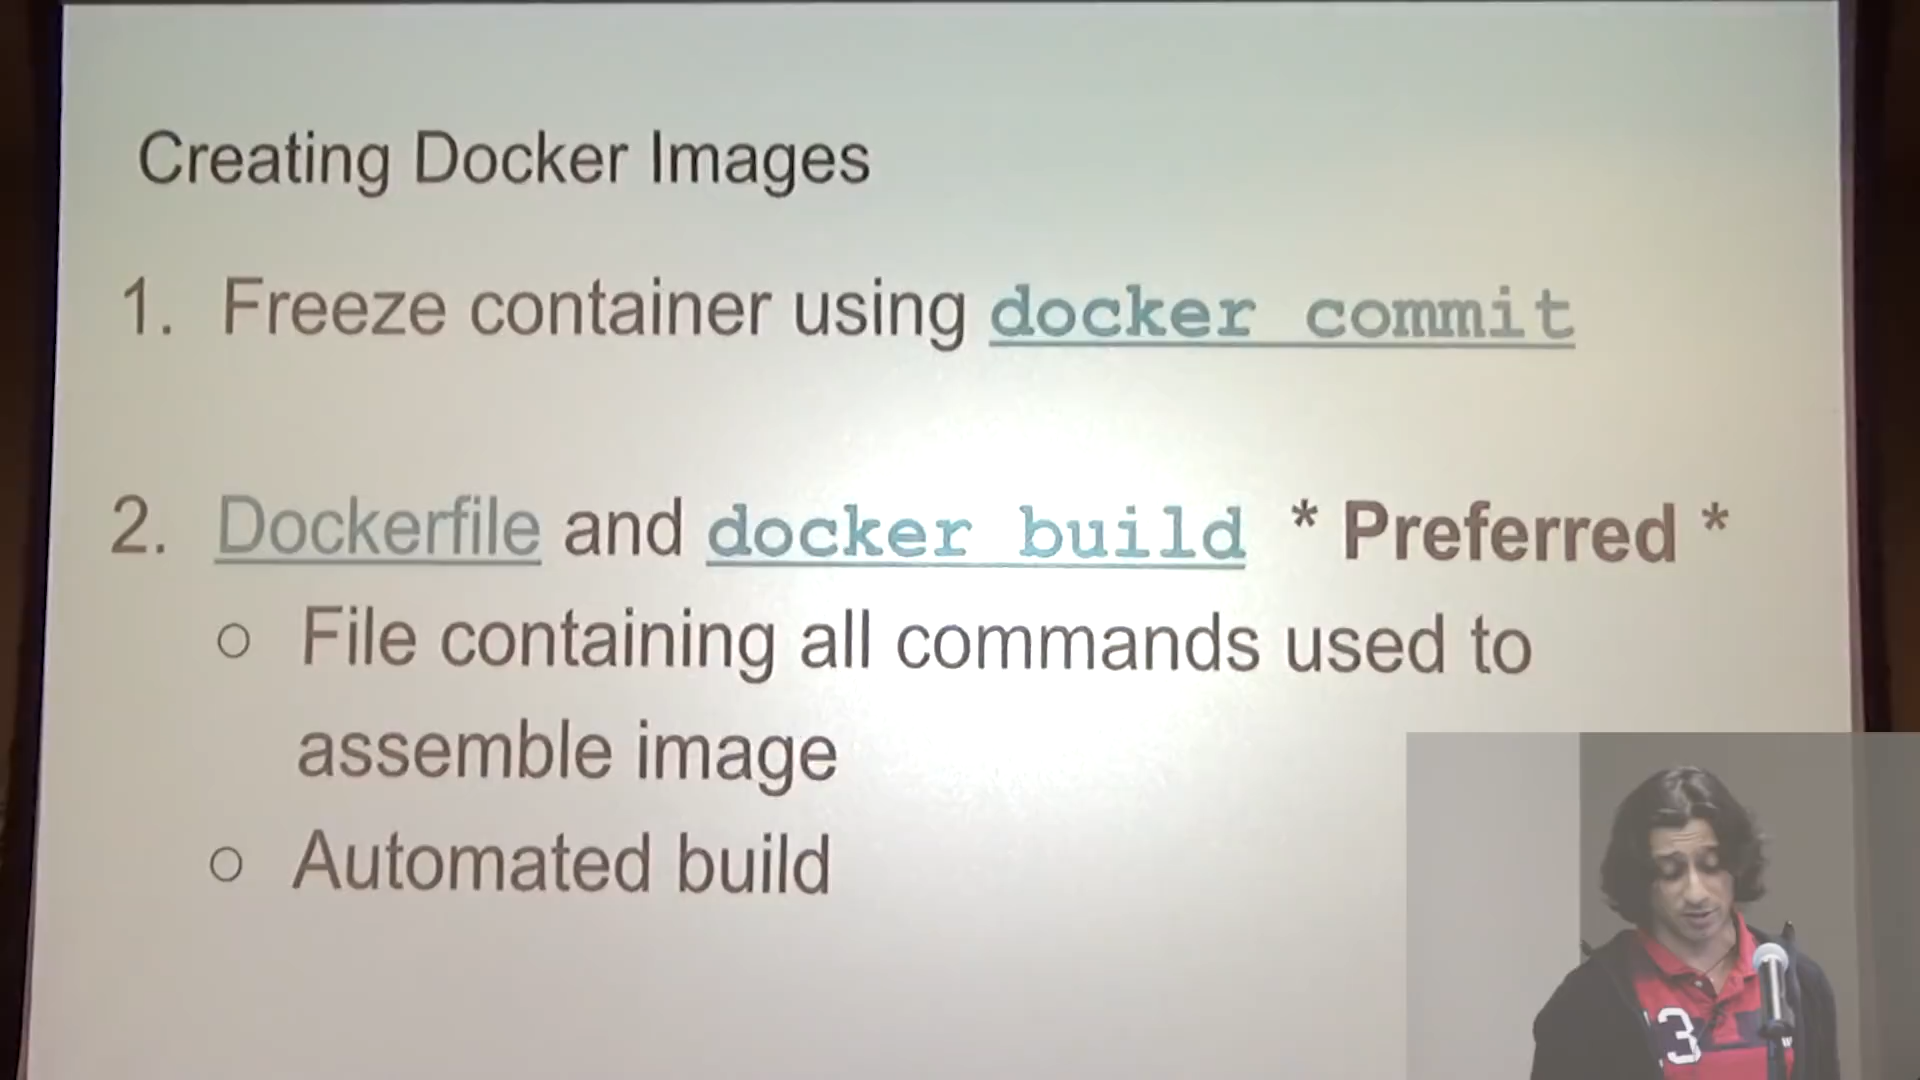 Creating Docker Images
1. Freeze container using docker commit
2. Dockerfile and docker build * Preferred *
○ File containing all commands used to
assemble image
○ Automated build
3